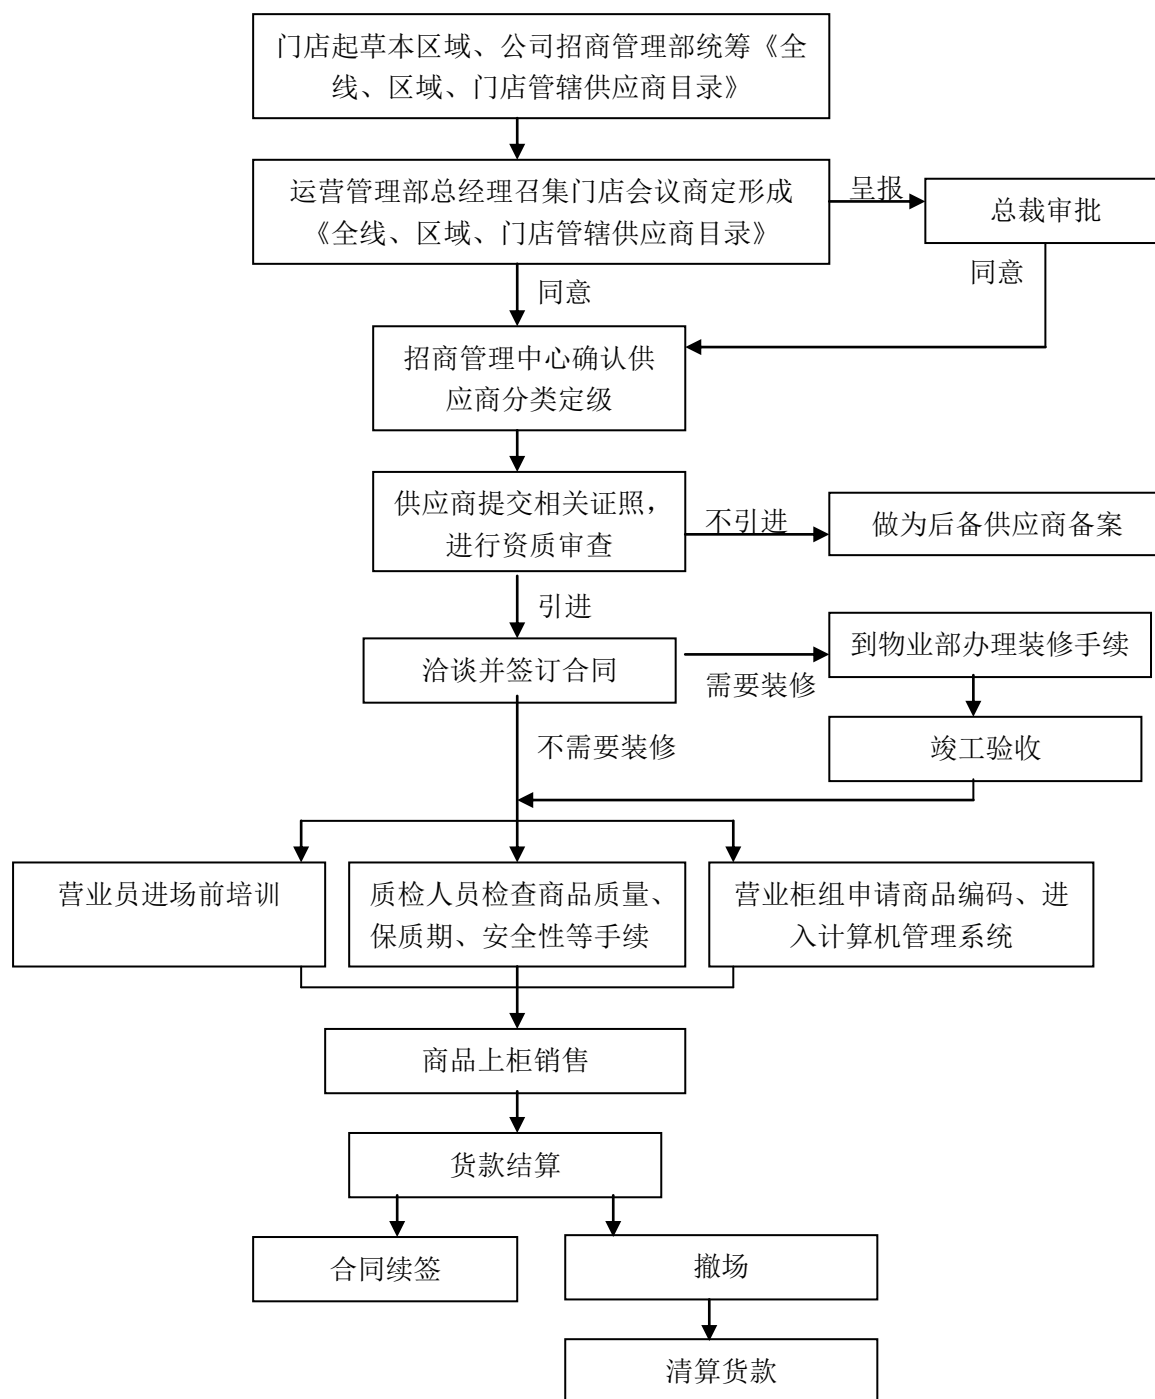 门店起草本区域、公司招商管理部统筹《全
线、区域、门店管辖供应商目录》
运营管理部总经理召集门店会议商定形成
《全线、区域、门店管辖供应商目录》
呈报
总裁审批
同意
同意
招商管理中心确认供
应商分类定级
供应商提交相关证照，
进行资质审查
不引进
做为后备供应商备案
引进
洽谈并签订合同
需要装修
到物业部办理装修手续
不需要装修
竣工验收
营业员进场前培训
质检人员检查商品质量、
保质期、安全性等手续
营业柜组申请商品编码、进
入计算机管理系统
商品上柜销售
货款结算
合同续签
撤场
清算货款